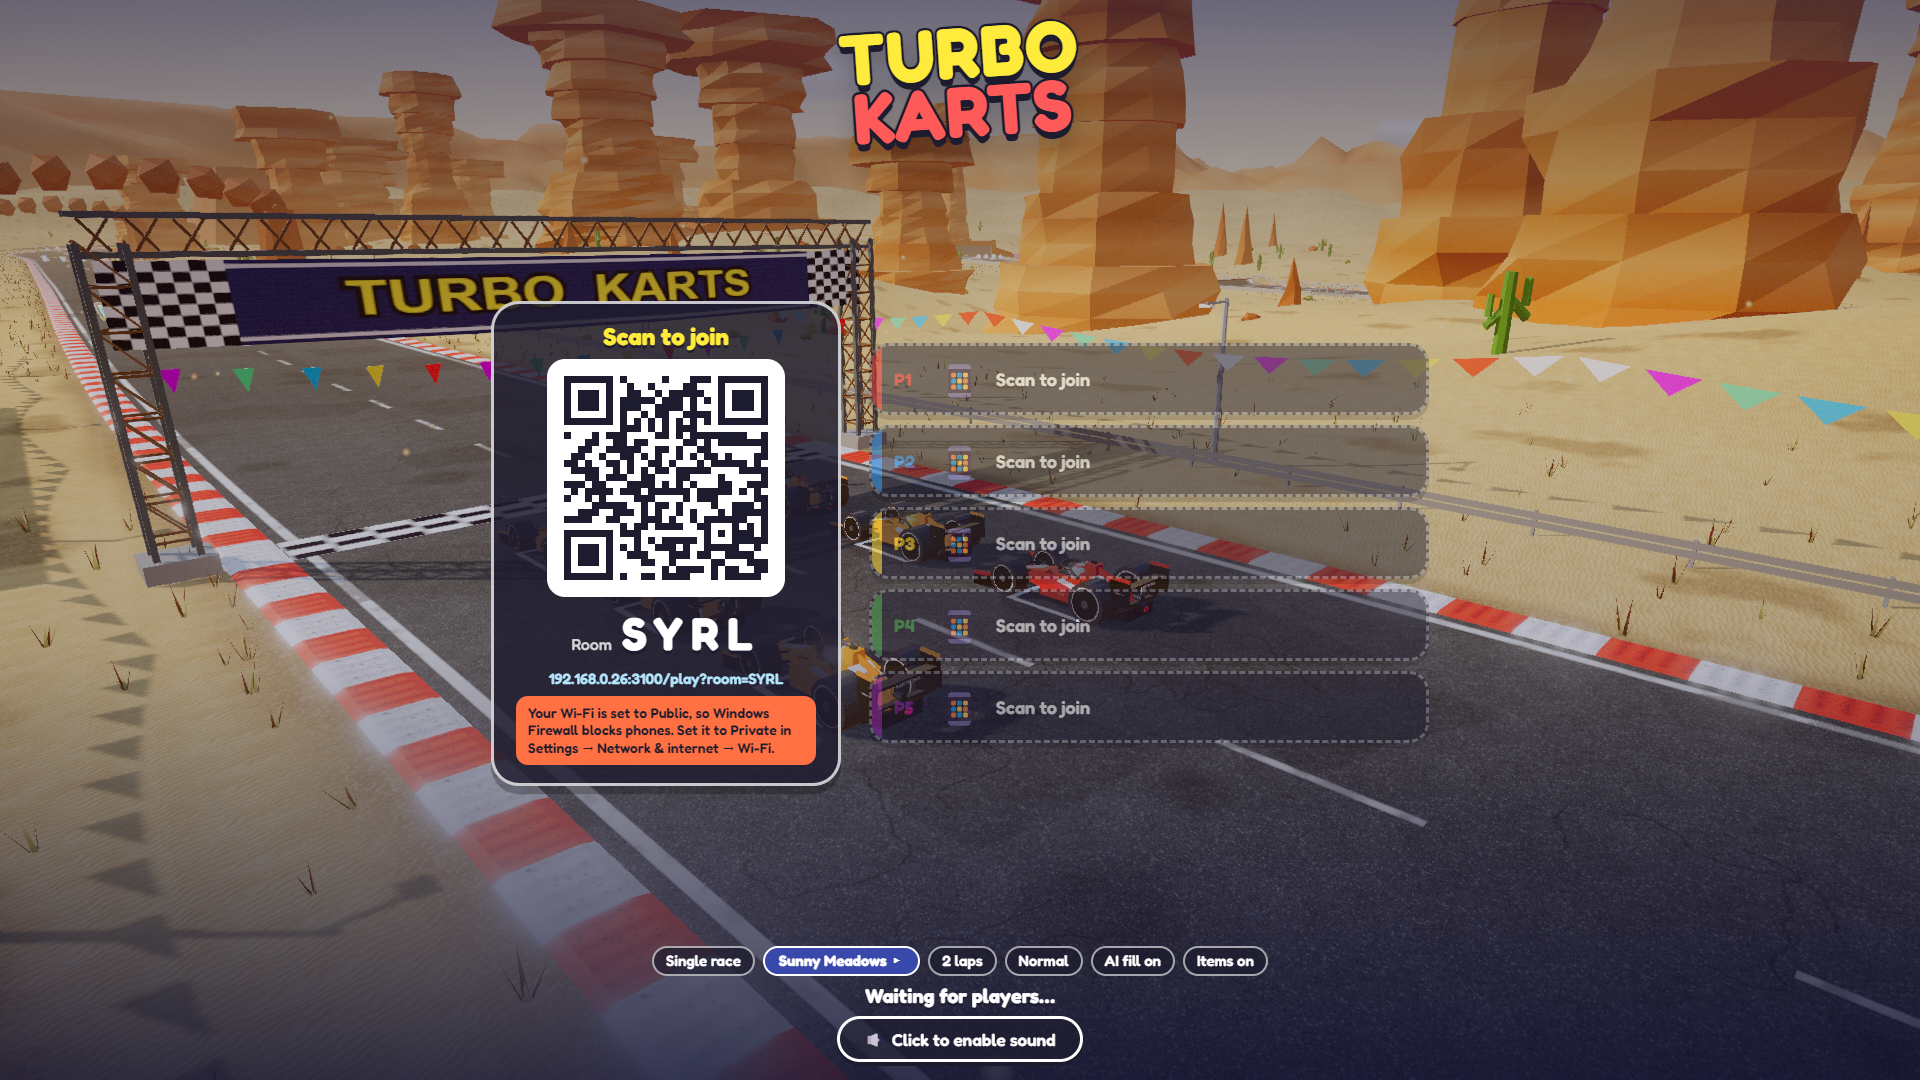 TURBO
KARTS
TURBO KARTS
Scan to join
Room SYRL
192.168.0.26:3100/play?room=SYRL
Your Wi-Fi is set to Public, so Windows
Firewall blocks phones. Set it to Private in
Settings → Network & internet → Wi-Fi.
P1 Scan to join
P2 Scan to join
P3 Scan to join
P4 Scan to join
P5 Scan to join
Single race
Sunny Meadows ▸
2 laps
Normal
AI fill on
Items on
Waiting for players...
Click to enable sound